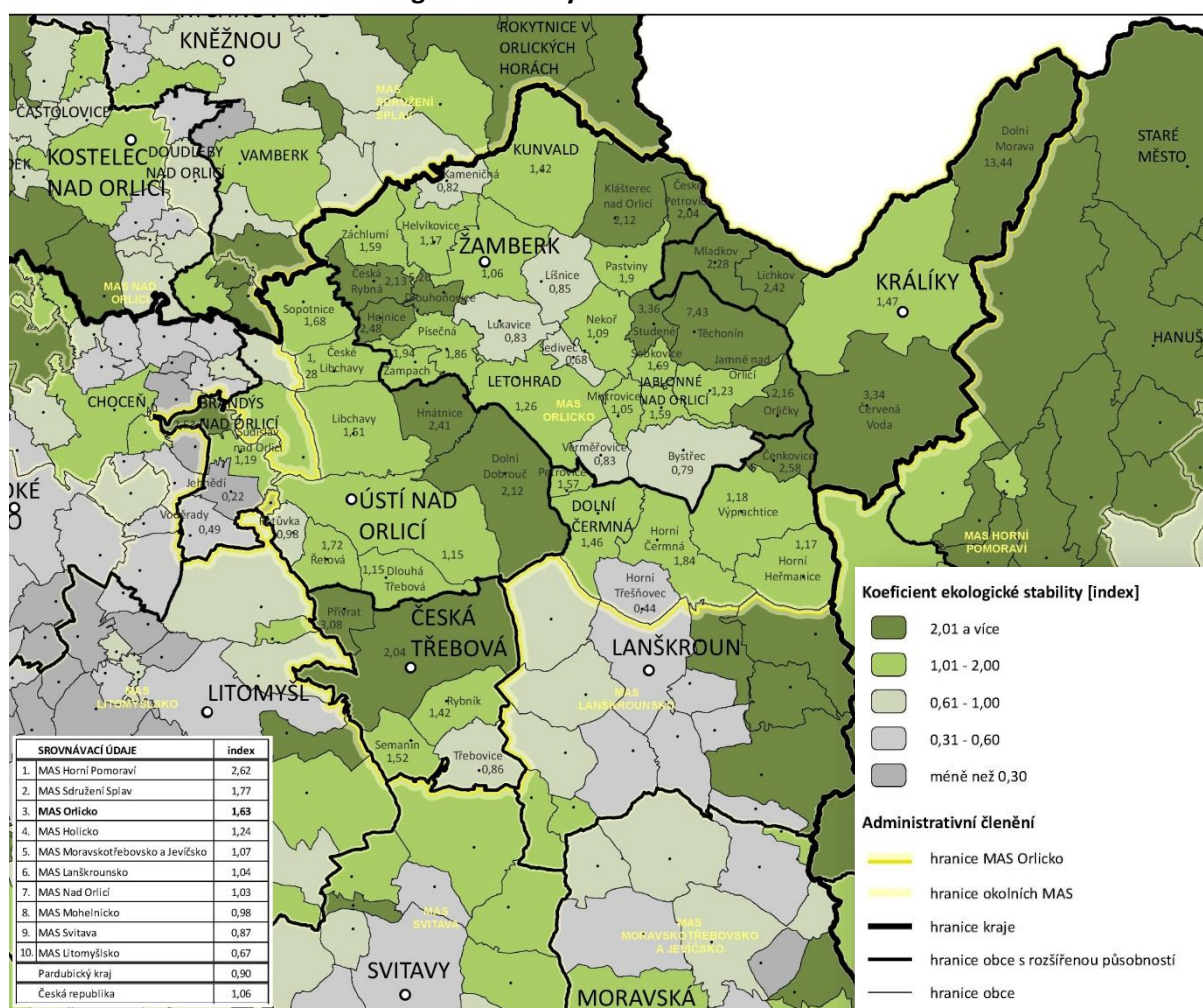 KNĚŽNOU
ROKYTNICE V
ORLICKÝCH
HORÁCH
MAS
SDRUŽENÍ
SPLAV
ČASTOLOVICE
KOSTELEC
NAD ORLICÍ
DOUDLEBY
NAD ORLICÍ
VAMBERK
KUNVALD
1,42
Kameničná
0,82
Klášterec
nad Orlicí
2,12
České
Petrovice
2,04
Dolní
Morava
13,44
STARÉ
MĚSTO
Záchlumí
1,59
Helvíkovice
1,17
ŽAMBERK
1,06
Líšnice
0,85
Pastviny
1,9
Mladkov
2,28
Lichkov
2,42
KRÁLÍKY
1,47
MAS NAD
ORLICÍ
Česká
Rybná
2,13
Dlouhoňovice
Sopotnice
1,68
Hejnice
2,48
Lukavice
0,83
Nekoř
1,09
3,36
Studené
7,43
Těchonín
HANUS
Písečná
1,86
1,94
Žampach
Sedivec
0,68
Sobkovice
1,69
Jamné nad
Orlicí
1,23
1,
28
České
Libchavy
LETOHRAD
1,26
MAS
ORLICKO
Mistrovice
1,05
JABLONNÉ
NAD ORLICÍ
1,59
2,16
Orličky
3,34
Červená
Voda
CHOCEŇ
BRANDÝS
NAD ORLICÍ
Sudislav
nad Orlicí
1,19
Libchavy
1,61
Hnátnice
2,41
Dolní
Dobrouč
2,12
Verměřovice
0,83
Bystřec
0,79
Čenkovice
2,58
Petrovice
1,57
Jehnědí
0,22
ÚSTÍ NAD
ORLICÍ
1,15
DOLNÍ
ČERMNÁ
1,46
1,18
Výprachtice
MAS HORNÍ
POMORAVÍ
Voděrady
0,49
Řetůvka
0,98
1,72
Řetová
1,15
Dlouhá
Třebová
Horní
Čermná
1,84
1,17
Horní
Heřmanice
Horní
Třešňovec
0,44
Přívrat
3,08
ČESKÁ
TŘEBOVÁ
2,04
LANŠKROUN
MAS
LANŠKROUNSKO
LITOMYŠL
MAS
LITOMYŠLSKO
Rybník
1,42
Semanín
1,52
Třebovice
0,86
MAS
SVITAVA
SVITAVY
MAS
MORAVSKOTŘEBOVSKO
A JEVÍČSKO
MORAVSKÁ
SROVNÁVACÍ ÚDAJE index
1. MAS Horní Pomoraví 2,62
2. MAS Sdružení Splav 1,77
3. MAS Orlicko 1,63
4. MAS Holicko 1,24
5. MAS Moravskotřebovsko a Jevíčsko 1,07
6. MAS Lanškrounsko 1,04
7. MAS Nad Orlicí 1,03
8. MAS Mohelnicko 0,98
9. MAS Svitava 0,87
10. MAS Litomyšlsko 0,67
Pardubický kraj 0,90
Česká republika 1,06
Koeficient ekologické stability [index]
2,01 a více
1,01 - 2,00
0,61 - 1,00
0,31 - 0,60
méně než 0,30
Administrativní členění
hranice MAS Orlicko
hranice okolních MAS
hranice kraje
hranice obce s rozšířenou působností
hranice obce